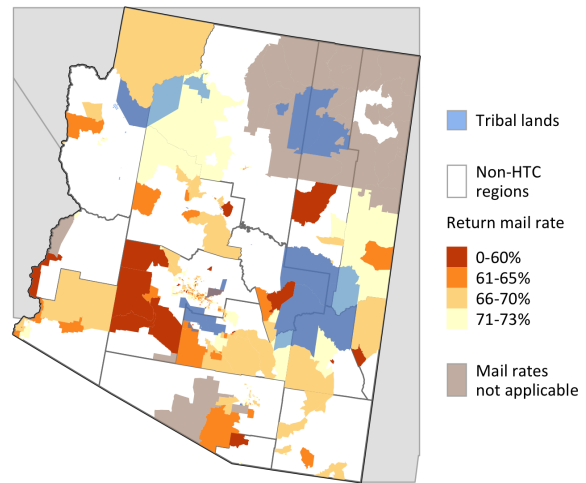 Tribal lands
Non-HTC
regions
Return mail rate
0-60%
61-65%
66-70%
71-73%
Mail rates
not applicable